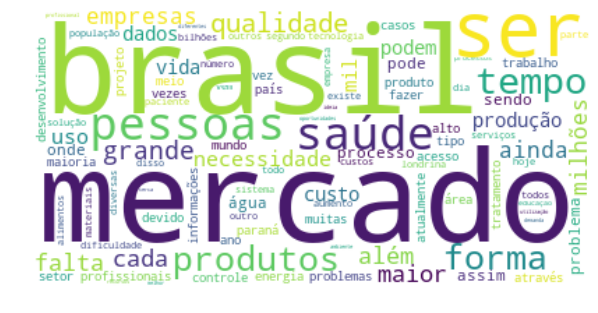 empresas qualidade casos ser
população dados bilhões outros segundo tecnologia podem parte
brasil
desenvolvimento projeto vida meio vez empresa mil pode produto trabalho tempo
vezes número país existe fazer dia sendo
pessoas saúde alto produção
solução uso onde grande mundo processo tipo serviços ainda milhões
maioria disso necessidade custos acesso londrina hoje
mercado
alimentos materiais diversas informações água sistema todo custo aumento muitas atualmente área tratamento todos educação utilização demanda problema
devido outro paraná ano
dificuldade
falta cada produtos além forma
setor profissionais controle energia problemas maior assim através